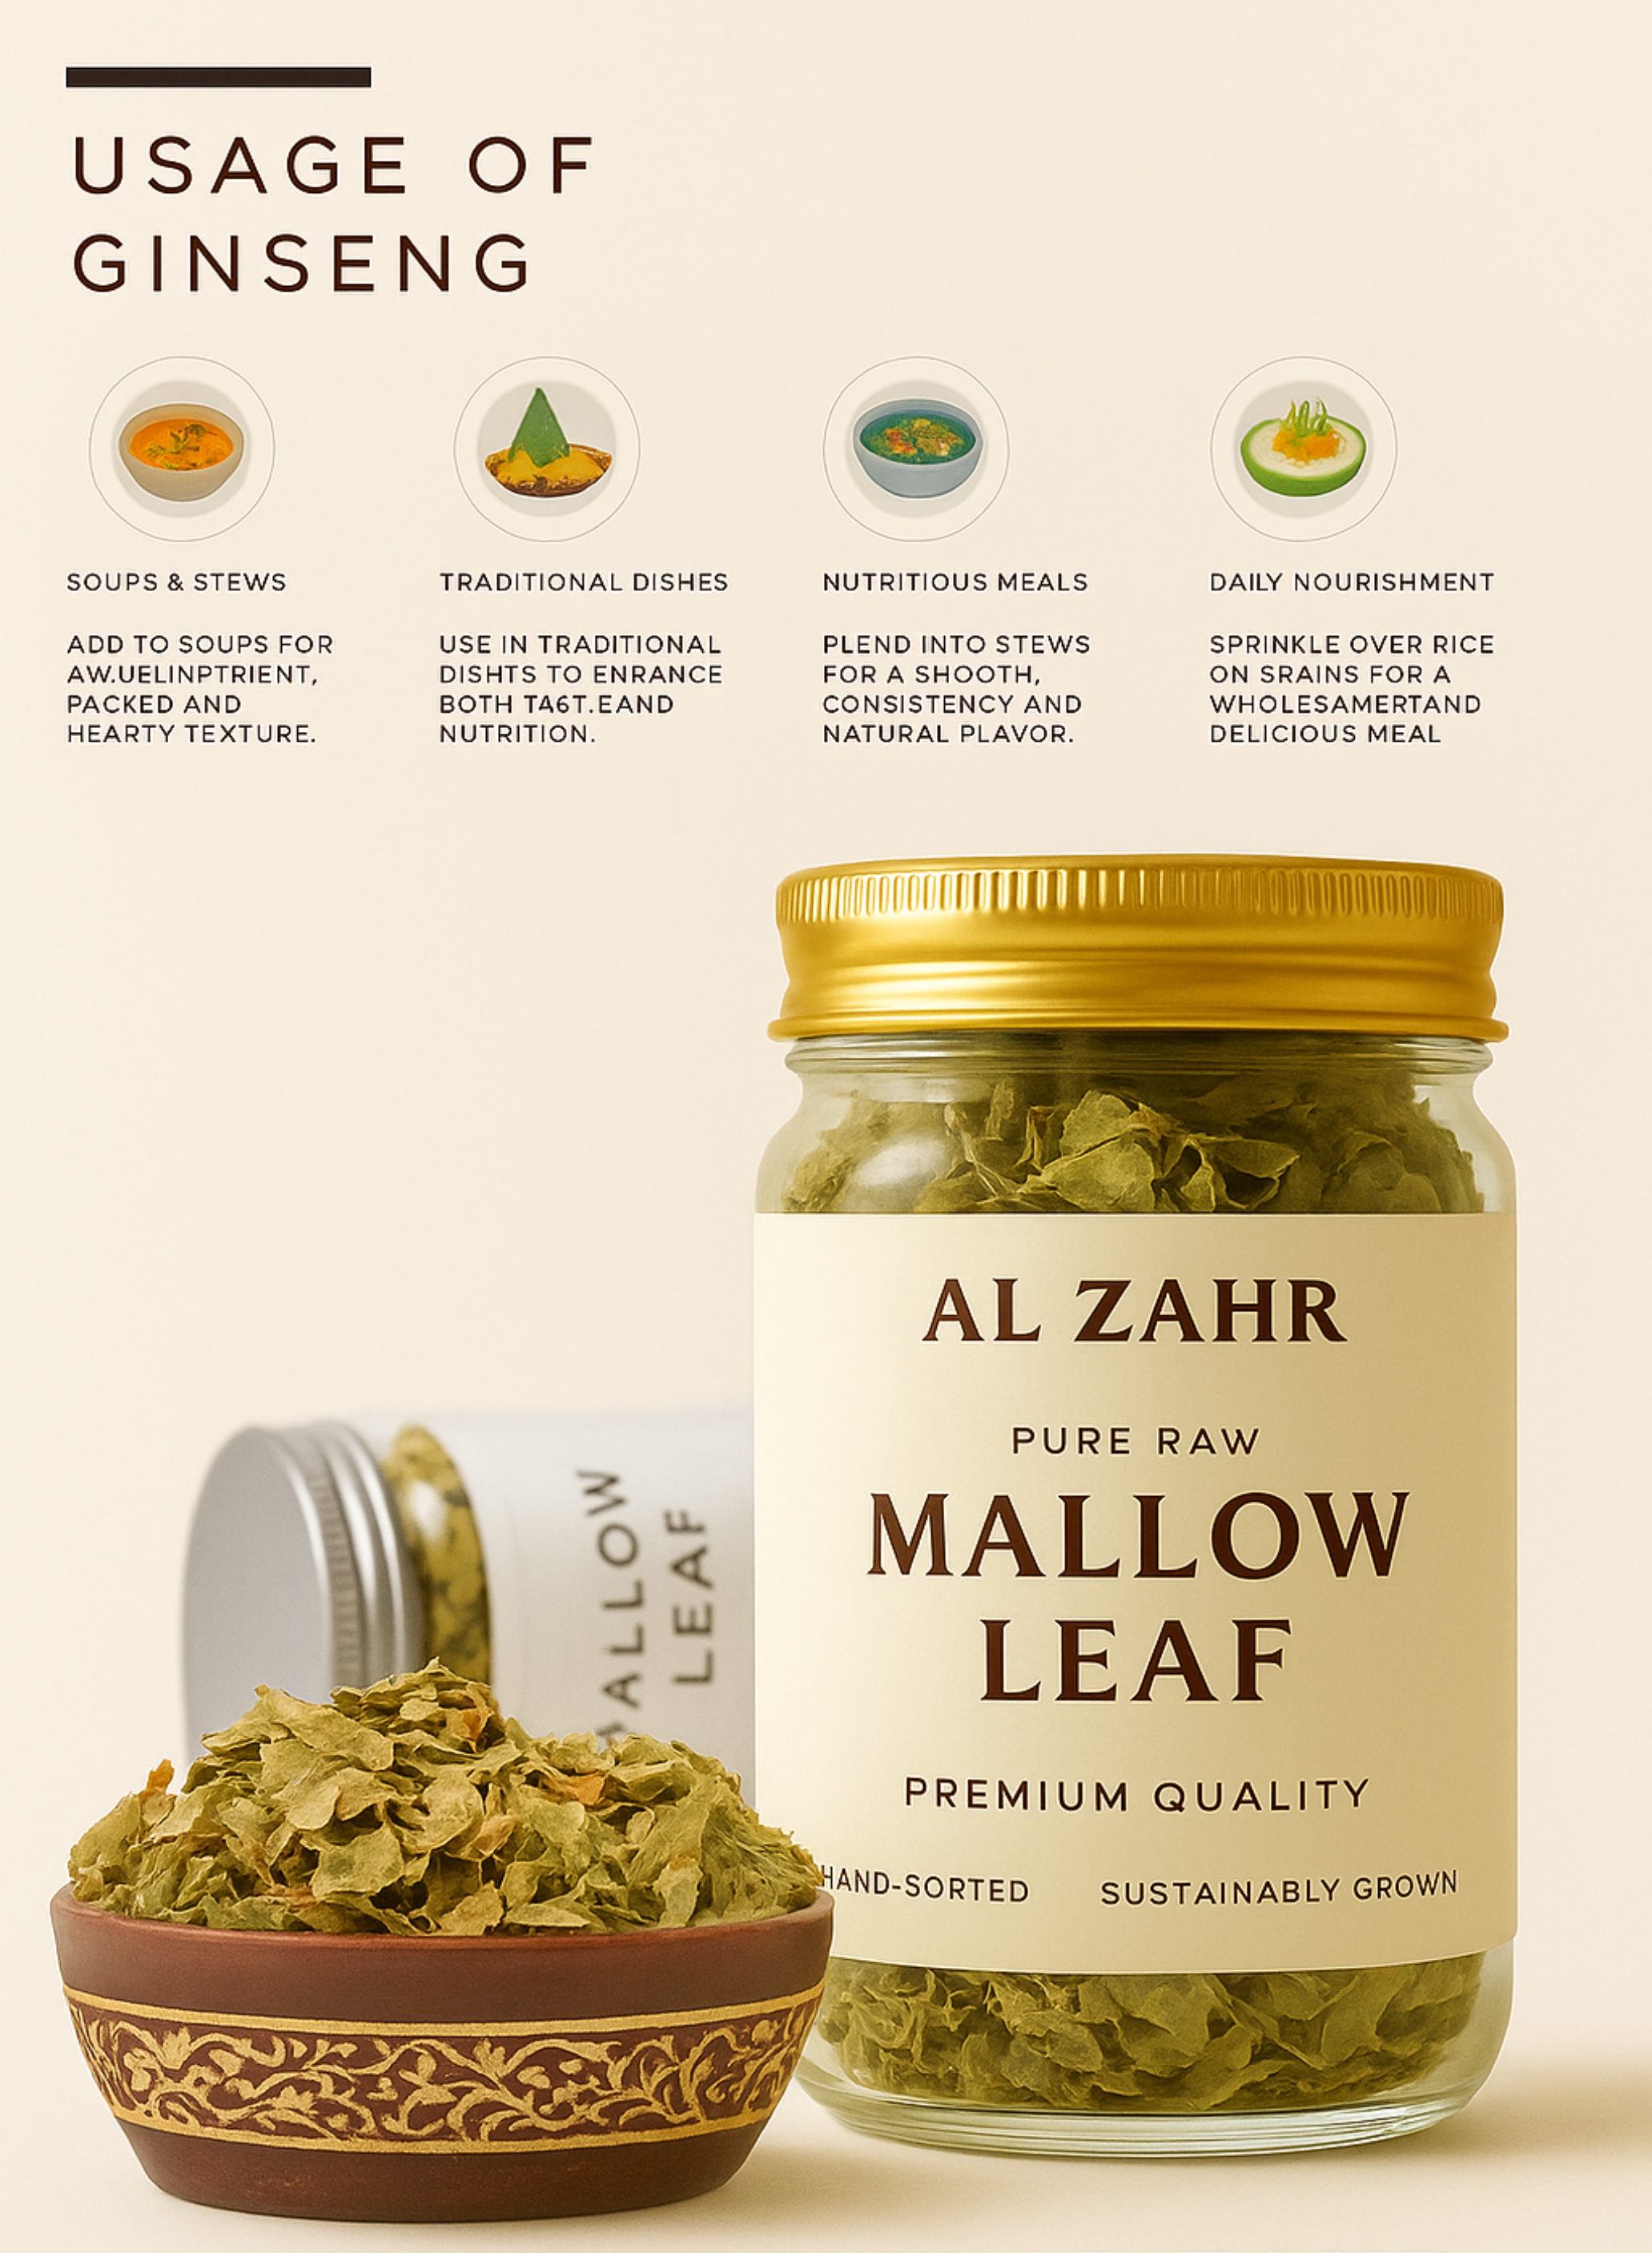 USAGE OF
GINSENG
SOUPS & STEWS
ADD TO SOUPS FOR
AW.UELINPTRIENT,
PACKED AND
HEARTY TEXTURE.
TRADITIONAL DISHES
USE IN TRADITIONAL
DISHTS TO ENRANCE
BOTH TA6T.EAND
NUTRITION.
NUTRITIOUS MEALS
PLEND INTO STEWS
FOR A SHOOTH,
CONSISTENCY AND
NATURAL PLAVOR.
DAILY NOURISHMENT
SPRINKLE OVER RICE
ON SRAINS FOR A
WHOLESAMERTAND
DELICIOUS MEAL
AL ZAHR
PURE RAW
MALLOW
LEAF
PREMIUM QUALITY
HAND-SORTED SUSTAINABLY GROWN
ALLOW
LEAF